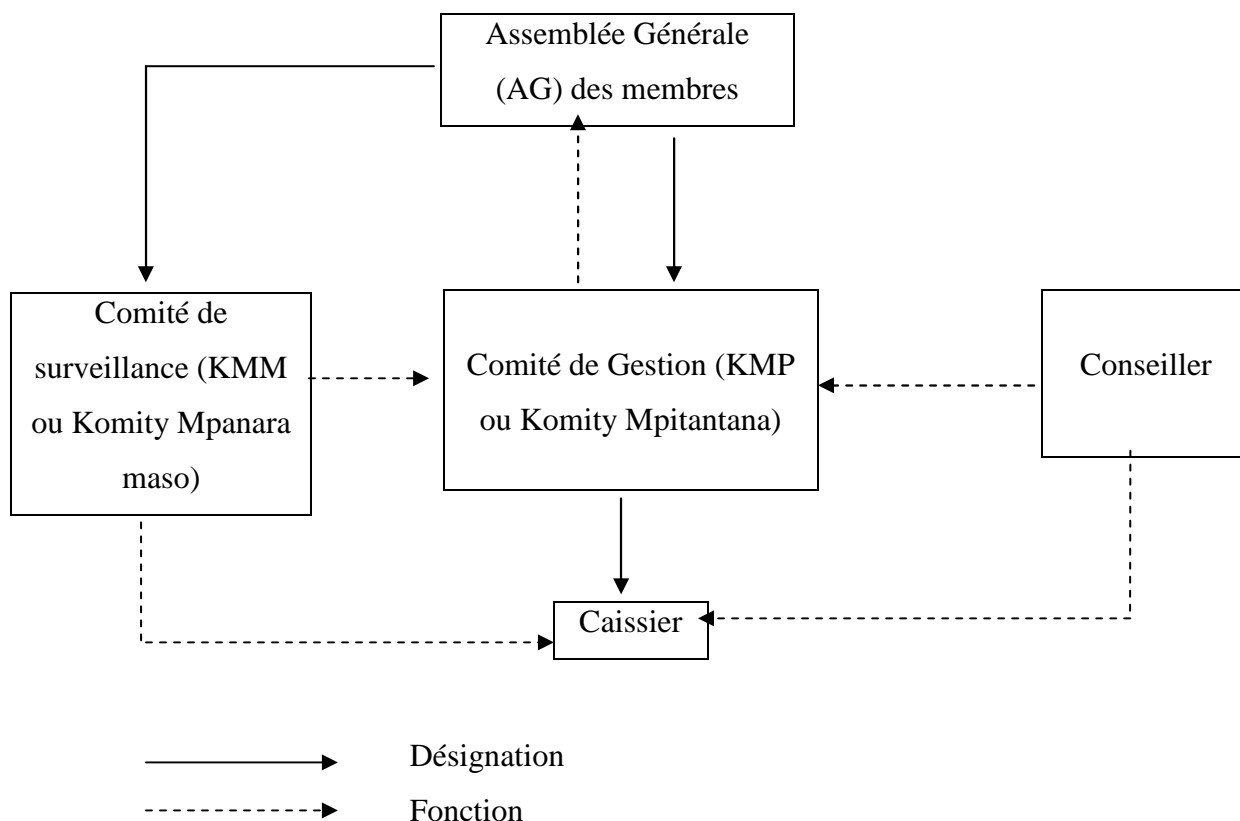 Assemblée Générale
(AG) des membres
Comité de
surveillance (KMM
ou Komity Mpanara
maso)
Comité de Gestion (KMP
ou Komity Mpitantana)
Conseiller
Caissier
Désignation
Fonction